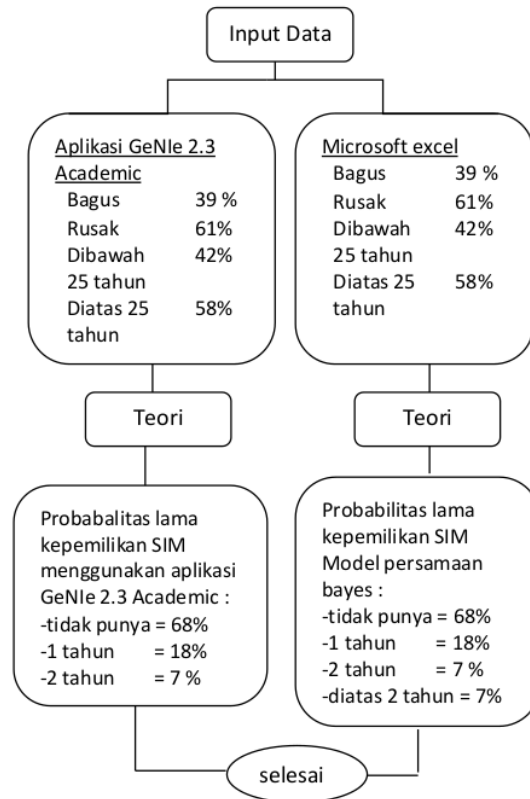 Input Data
Aplikasi GeNIe 2.3
Academic
Bagus 39 %
Rusak 61%
Dibawah 42%
25 tahun
Diatas 25 58%
tahun
Microsoft excel
Bagus 39 %
Rusak 61%
Dibawah 42%
25 tahun
Diatas 25 58%
tahun
Teori
Teori
Probabalitas lama
kepemilikan SIM
menggunakan aplikasi
GeNIe 2.3 Academic :
-tidak punya = 68%
-1 tahun = 18%
-2 tahun = 7 %
Probabilitas lama
kepemilikan SIM
Model persamaan
bayes :
-tidak punya = 68%
-1 tahun = 18%
-2 tahun = 7 %
-diatas 2 tahun = 7%
selesai